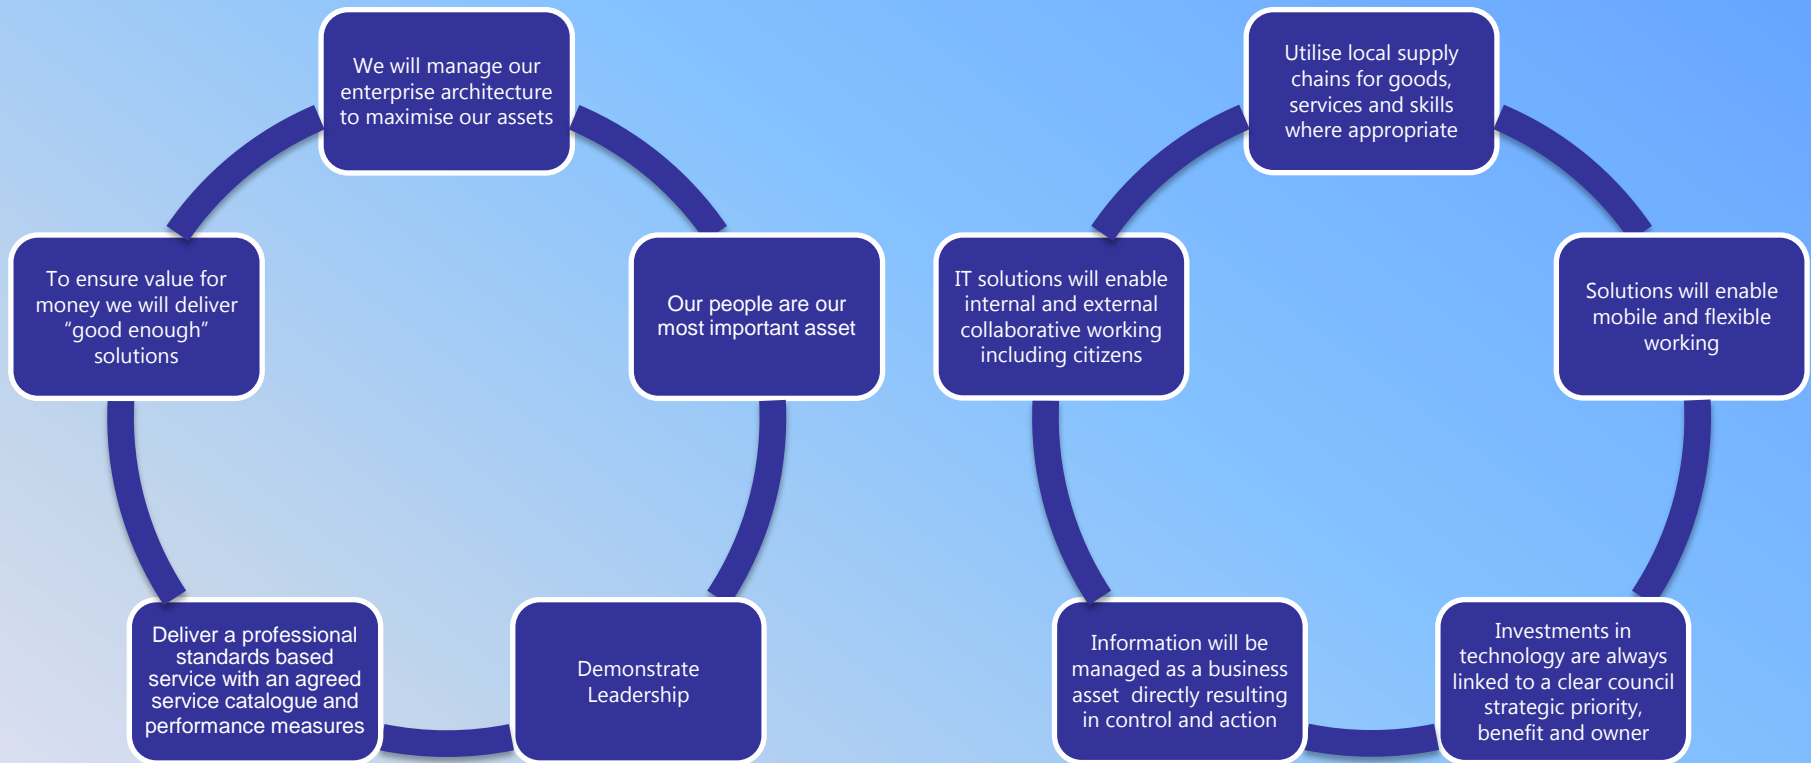 We will manage our
enterprise architecture
to maximise our assets
Our people are our
most important asset
Demonstrate
Leadership
Deliver a professional
standards based
service with an agreed
service catalogue and
performance measures
To ensure value for
money we will deliver
“good enough”
solutions
Utilise local supply
chains for goods,
services and skills
where appropriate
Solutions will enable
mobile and flexible
working
Investments in
technology are always
linked to a clear council
strategic priority,
benefit and owner
Information will be
managed as a business
asset  directly resulting
in control and action
IT solutions will enable
internal and external
collaborative working
including citizens